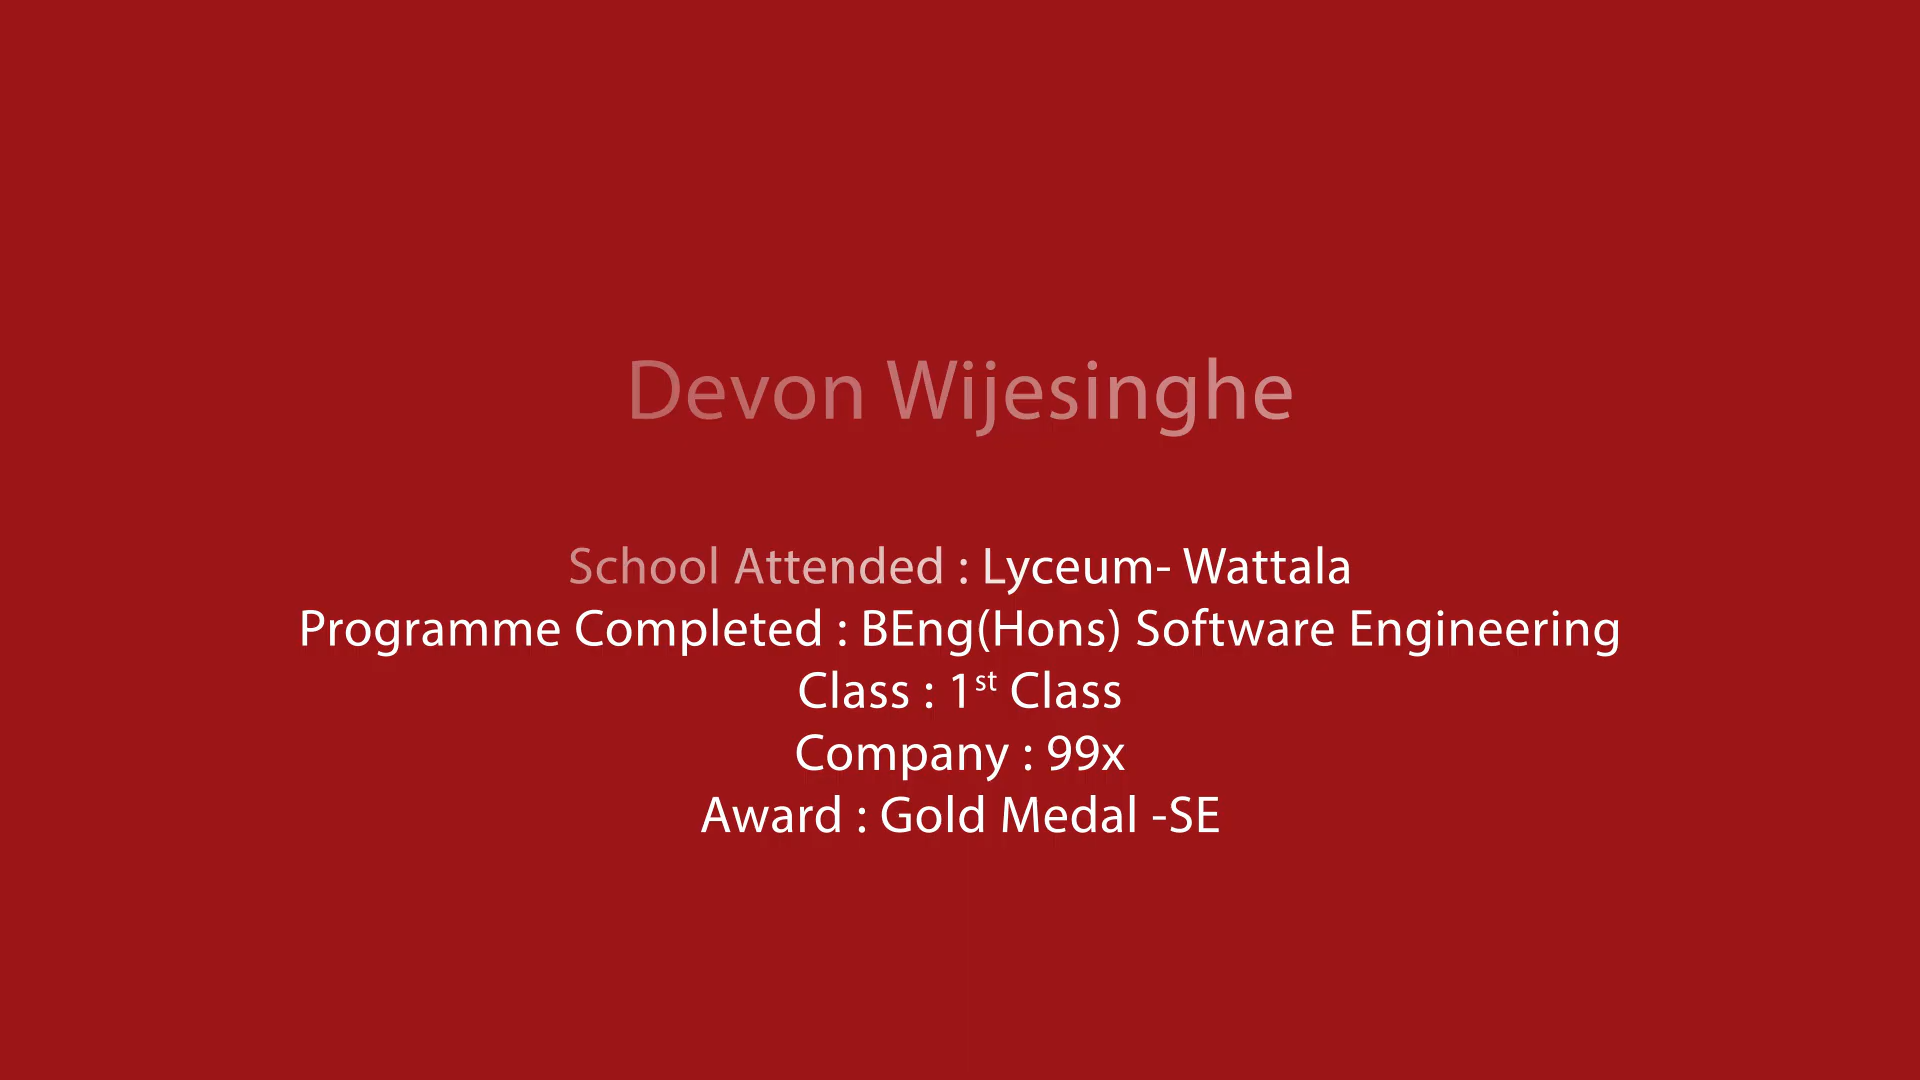 Devon Wijesinghe
School Attended : Lyceum- Wattala
Programme Completed : BEng(Hons) Software Engineering
Class : 1st Class
Company : 99x
Award : Gold Medal -SE